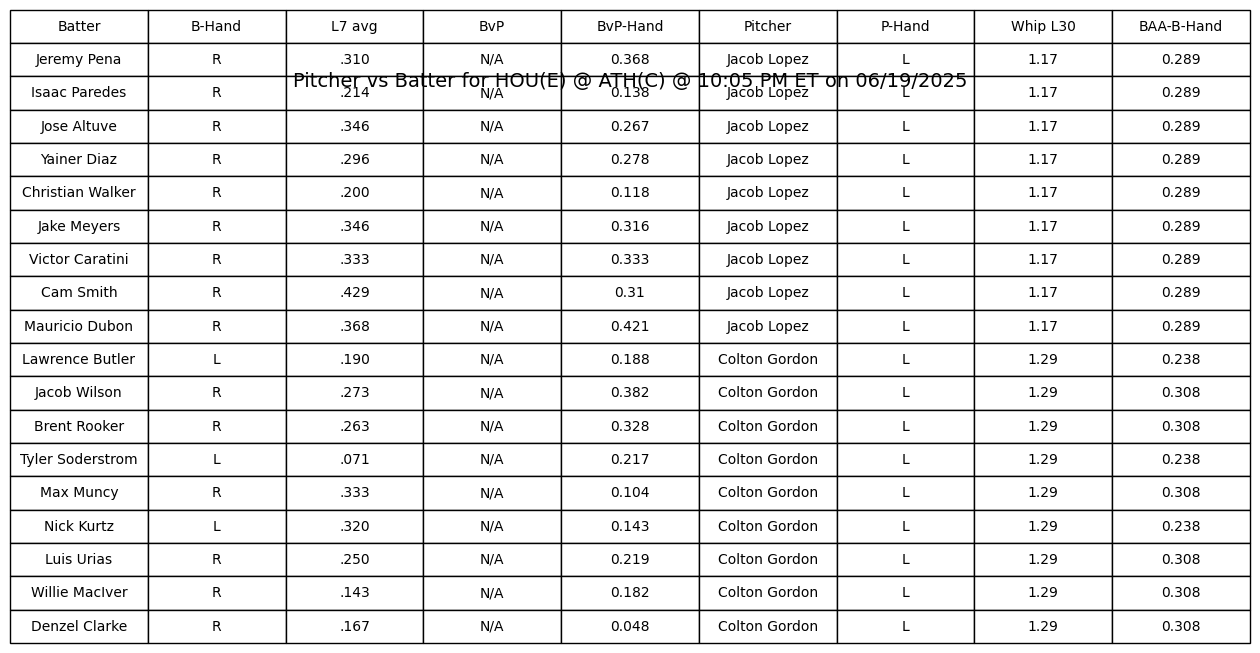 Batter B-Hand L7 avg BvP BvP-Hand Pitcher P-Hand Whip L30 BAA-B-Hand
Jeremy Pena R .310 N/A 0.368 Jacob Lopez L 1.17 0.289
Pitcher vs Batter for HOU(E) @ ATH(C) @ 10:05 PM ET on 06/19/2025
Isaac Paredes R .214 N/A 0.138 Jacob Lopez L 1.17 0.289
Jose Altuve R .346 N/A 0.267 Jacob Lopez L 1.17 0.289
Yainer Diaz R .296 N/A 0.278 Jacob Lopez L 1.17 0.289
Christian Walker R .200 N/A 0.118 Jacob Lopez L 1.17 0.289
Jake Meyers R .346 N/A 0.316 Jacob Lopez L 1.17 0.289
Victor Caratini R .333 N/A 0.333 Jacob Lopez L 1.17 0.289
Cam Smith R .429 N/A 0.31 Jacob Lopez L 1.17 0.289
Mauricio Dubon R .368 N/A 0.421 Jacob Lopez L 1.17 0.289
Lawrence Butler L .190 N/A 0.188 Colton Gordon L 1.29 0.238
Jacob Wilson R .273 N/A 0.382 Colton Gordon L 1.29 0.308
Brent Rooker R .263 N/A 0.328 Colton Gordon L 1.29 0.308
Tyler Soderstrom L .071 N/A 0.217 Colton Gordon L 1.29 0.238
Max Muncy R .333 N/A 0.104 Colton Gordon L 1.29 0.308
Nick Kurtz L .320 N/A 0.143 Colton Gordon L 1.29 0.238
Luis Urias R .250 N/A 0.219 Colton Gordon L 1.29 0.308
Willie MacIver R .143 N/A 0.182 Colton Gordon L 1.29 0.308
Denzel Clarke R .167 N/A 0.048 Colton Gordon L 1.29 0.308